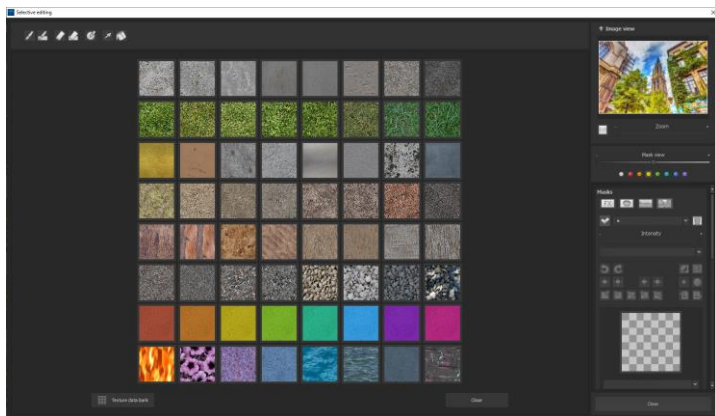 Selective editing
Image view
Zoom
Mask view
Masks
Intensity
Texture data bank
Close
Close